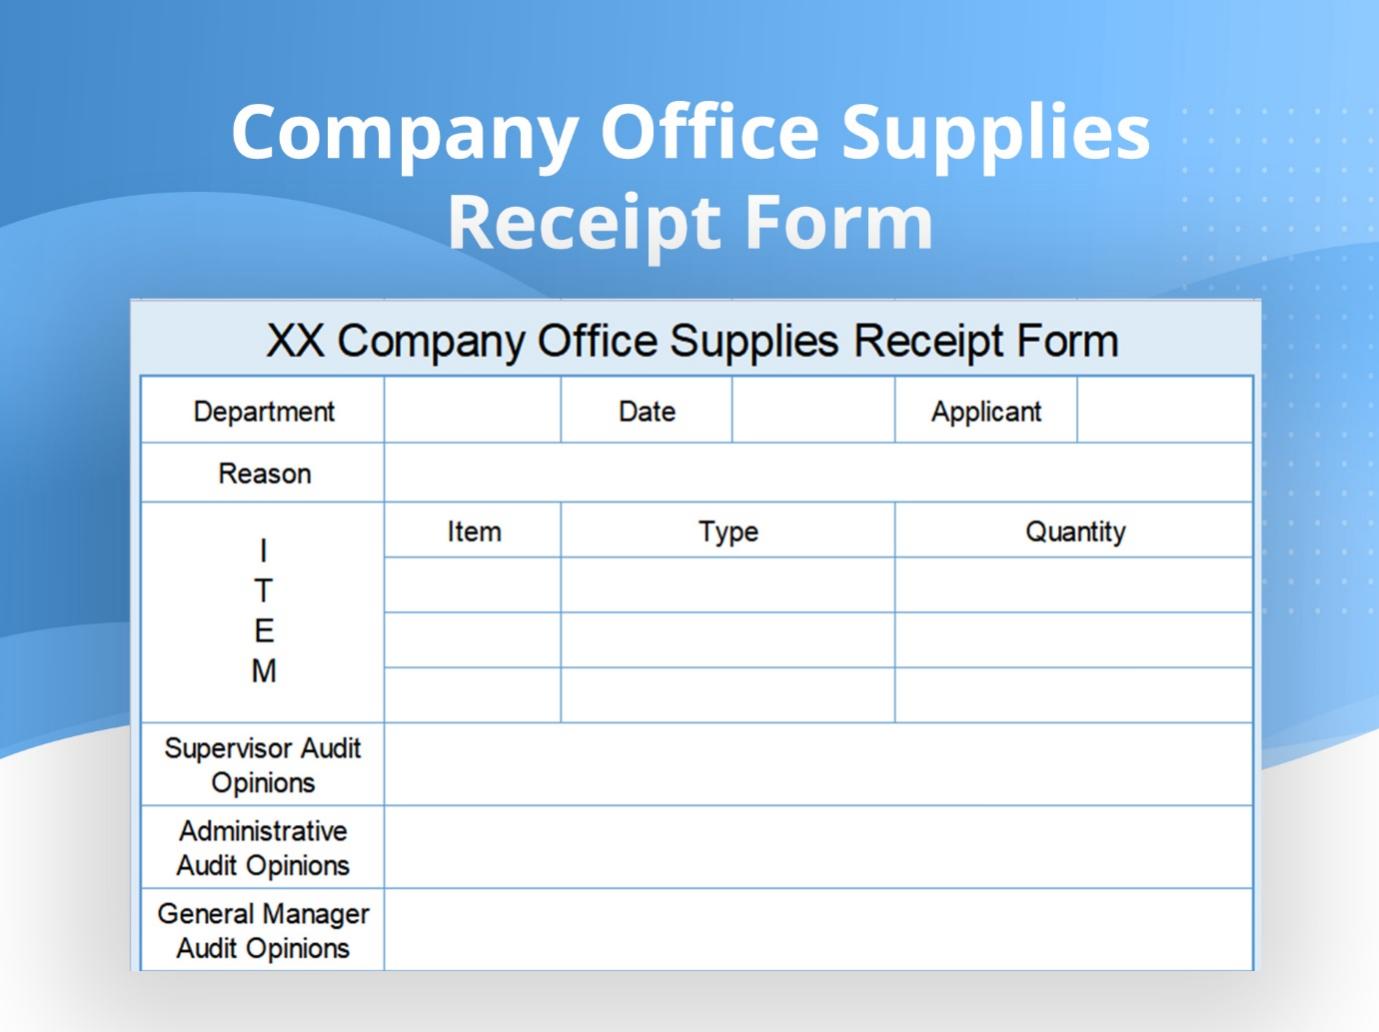 Company Office Supplies
Receipt Form
XX Company Office Supplies Receipt Form
Department Date Applicant
Reason
I
T
E
M
Item Type Quantity
Supervisor Audit
Opinions
Administrative
Audit Opinions
General Manager
Audit Opinions